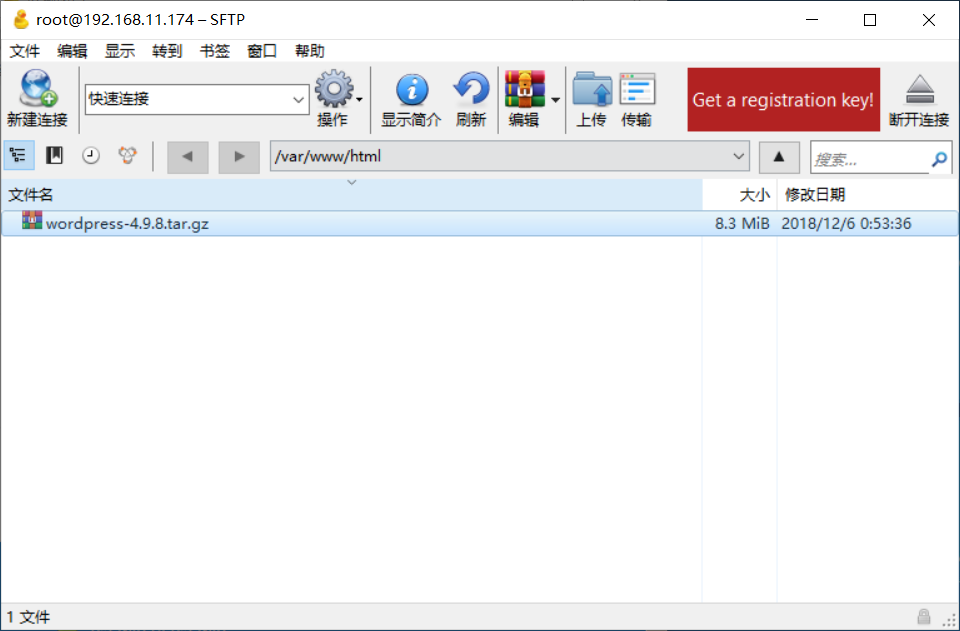 root@192.168.11.174 – SFTP
文件 编辑 显示 转到 书签 窗口 帮助
新建连接 快速连接 操作 显示简介 刷新 编辑 上传 传输 Get a registration key! 断开连接
/var/www/html 搜索...
文件名 大小 修改日期
wordpress-4.9.8.tar.gz 8.3 MiB 2018/12/6 0:53:36
1 文件